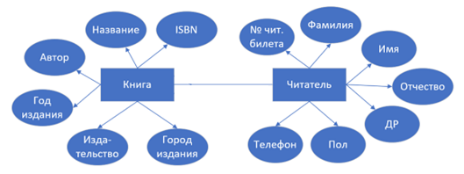 Название
ISBN
Автор
Книга
Год
издания
Изда-
тельство
Город
издания
№ чит.
билета
Фамилия
Имя
Читатель
Отчество
ДР
Телефон
Пол